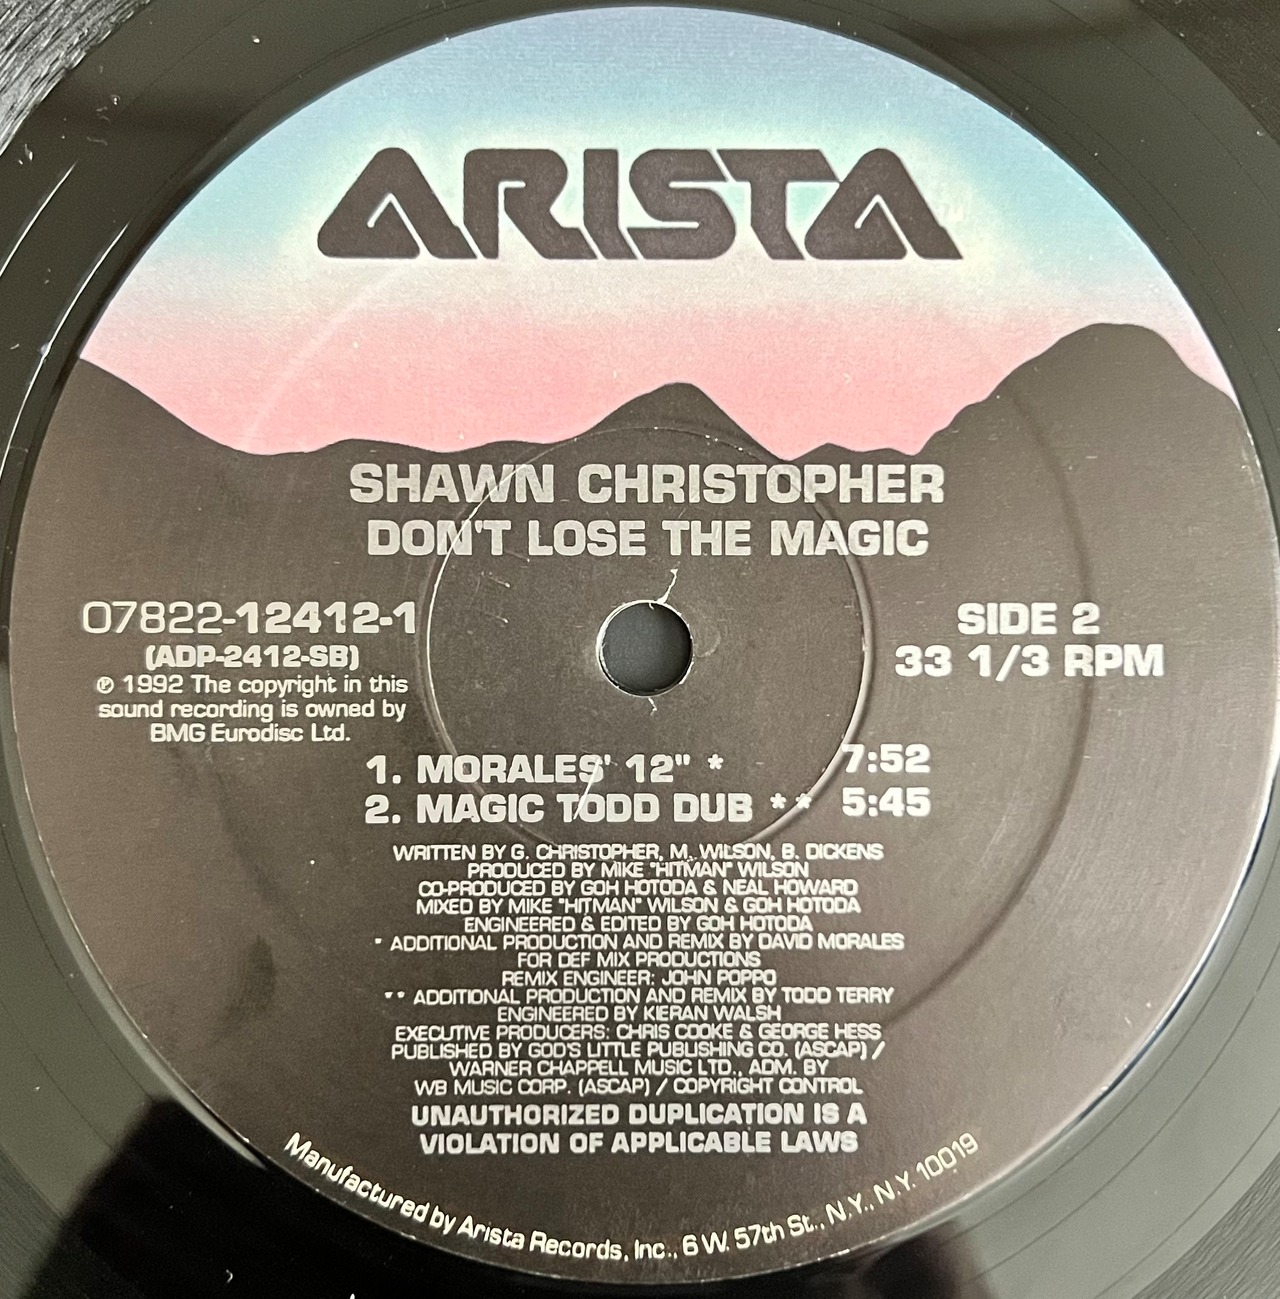 ARISTA
SHAWN CHRISTOPHER
DON'T LOSE THE MAGIC
07822-12412-1
(ADP-2412-SB)
℗ 1992 The copyright in this
sound recording is owned by
BMG Eurodisc Ltd.
SIDE 2
33 1/3 RPM
1. MORALES' 12" * 7:52
2. MAGIC TODD DUB ** 5:45
WRITTEN BY G. CHRISTOPHER, M. WILSON, B. DICKENS
PRODUCED BY MIKE "HITMAN" WILSON
CO-PRODUCED BY GOH HOTODA & NEAL HOWARD
MIXED BY MIKE "HITMAN" WILSON & GOH HOTODA
ENGINEERED & EDITED BY GOH HOTODA
* ADDITIONAL PRODUCTION AND REMIX BY DAVID MORALES
FOR DEF MIX PRODUCTIONS
REMIX ENGINEER: JOHN POPPO
** ADDITIONAL PRODUCTION AND REMIX BY TODD TERRY
ENGINEERED BY KIERAN WALSH
EXECUTIVE PRODUCERS: CHRIS COOKE & GEORGE HESS
PUBLISHED BY GOD'S LITTLE PUBLISHING CO. (ASCAP) /
WARNER CHAPPELL MUSIC LTD., ADM. BY
WB MUSIC CORP. (ASCAP) / COPYRIGHT CONTROL
UNAUTHORIZED DUPLICATION IS A
VIOLATION OF APPLICABLE LAWS
Manufactured by Arista Records, Inc., 6 W. 57th St., N.Y., N.Y. 10019